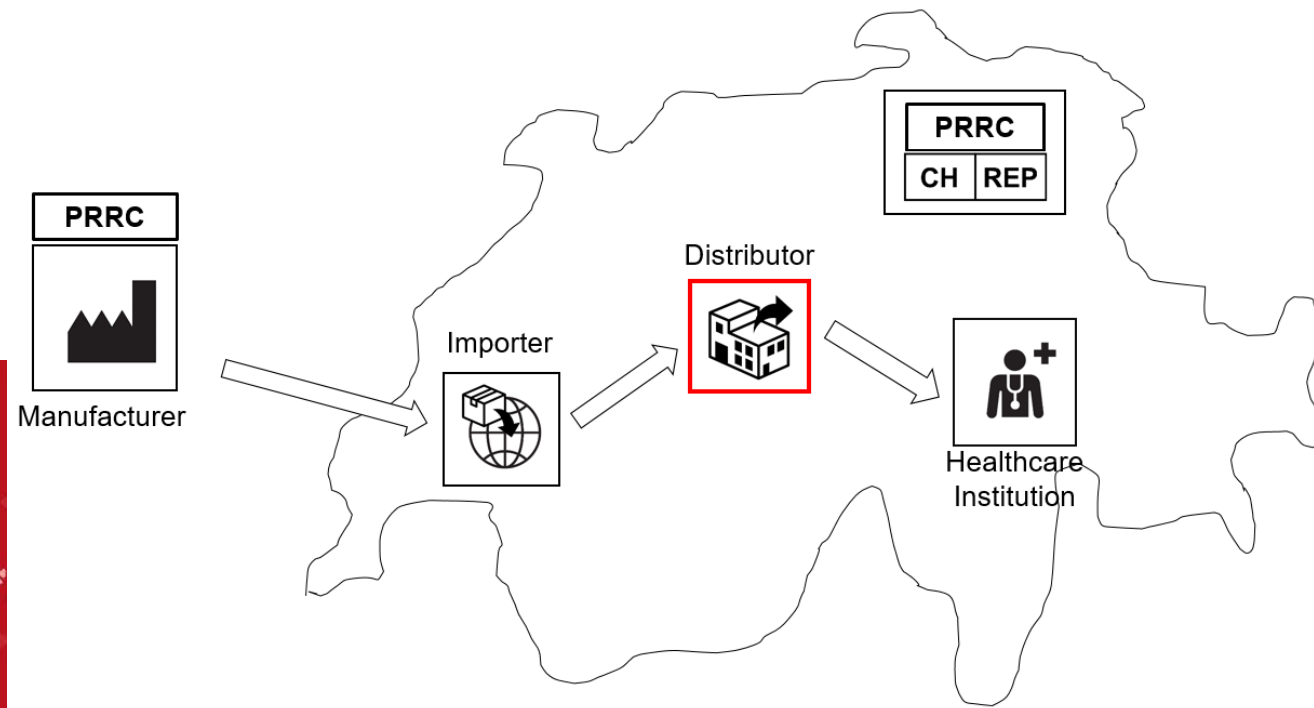 PRRC
CH REP
PRRC
Manufacturer
Importer
Distributor
Healthcare
Institution